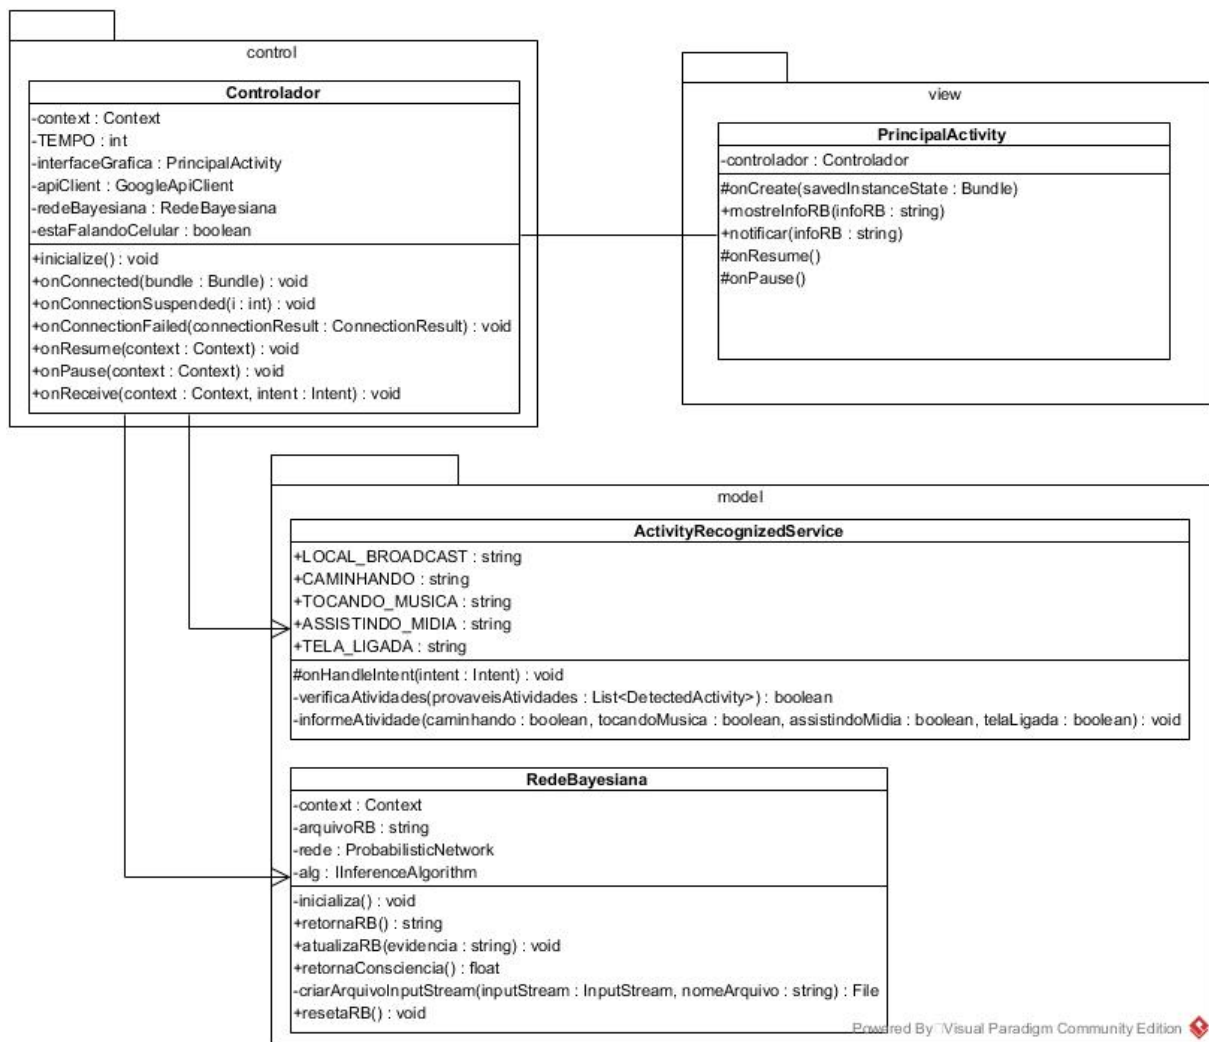 control
Controlador
-context : Context
-TEMPO : int
-interfaceGrafica : PrincipalActivity
-apiClient : GoogleApiClient
-redeBayesiana : RedeBayesiana
-estaFalandoCelular : boolean
+inicialize() : void
+onConnected(bundle : Bundle) : void
+onConnectionSuspended(i : int) : void
+onConnectionFailed(connectionResult : ConnectionResult) : void
+onResume(context : Context) : void
+onPause(context : Context) : void
+onReceive(context : Context, intent : Intent) : void
view
PrincipalActivity
-controlador : Controlador
#onCreate(savedInstanceState : Bundle)
+mostreInfoRB(infoRB : string)
+notificar(infoRB : string)
#onResume()
#onPause()
model
ActivityRecognizedService
+LOCAL_BROADCAST : string
+CAMINHANDO : string
+TOCANDO_MUSICA : string
+ASSISTINDO_MIDIA : string
+TELA_LIGADA : string
#onHandleIntent(intent : Intent) : void
-verificaAtividades(provaveisAtividades : List<DetectedActivity>) : boolean
-informeAtividade(caminhando : boolean, tocandoMusica : boolean, assistindoMidia : boolean, telaLigada : boolean) : void
RedeBayesiana
-context : Context
-arquivoRB : string
-rede : ProbabilisticNetwork
-alg : IInferenceAlgorithm
-inicializa() : void
+retornaRB() : string
+atualizaRB(evidencia : string) : void
+retornaConsciencia() : float
-criarArquivoInputStream(inputStream : InputStream, nomeArquivo : string) : File
+resetaRB() : void
Powered By Visual Paradigm Community Edition